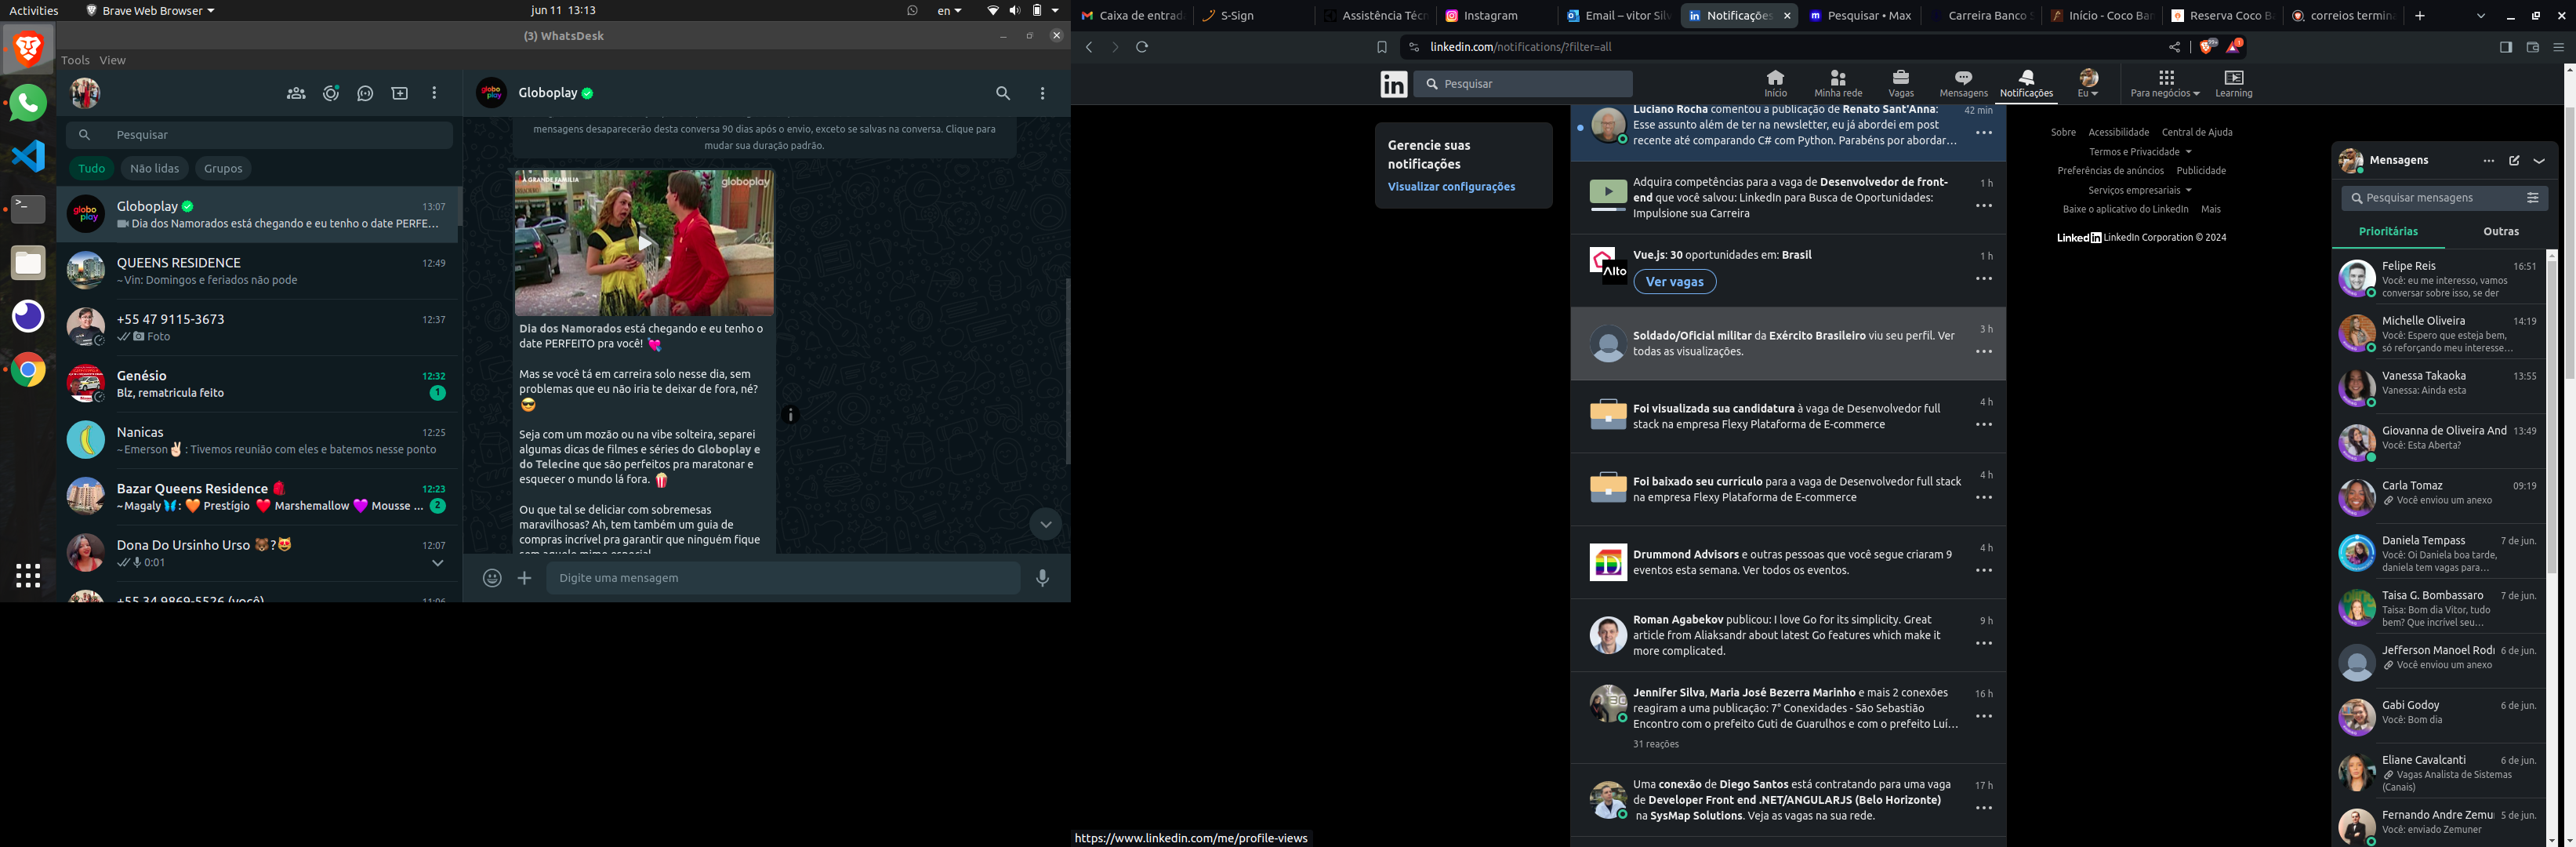 Activities
Brave Web Browser
jun 11 13:13
en
(3) WhatsDesk
Tools View
Pesquisar
Tudo
Não lidas
Grupos
Globoplay
13:07
Dia dos Namorados está chegando e eu tenho o date PERFE...
QUEENS RESIDENCE
12:49
~Vin: Domingos e feriados não pode
+55 47 9115-3673
12:37
Foto
Genésio
12:32
Blz, rematricula feito
1
Nanicas
12:25
~Emerson✌🏻: Tivemos reunião com eles e batemos nesse ponto
Bazar Queens Residence
12:23
~Magaly🦋: 🧡 Prestígio ❤️ Marshemallow 💜 Mousse ...
2
Dona Do Ursinho Urso 🐻?😻
12:07
0:01
+55 34 9869-5526 (você)
11:06
Globoplay
mensagens desaparecerão desta conversa 90 dias após o envio, exceto se salvas na conversa. Clique para
mudar sua duração padrão.
A GRANDE FAMÍLIA
globoplay
Dia dos Namorados está chegando e eu tenho o
date PERFEITO pra você! 💘
Mas se você tá em carreira solo nesse dia, sem
problemas que eu não iria te deixar de fora, né?
😎
Seja com um mozão ou na vibe solteira, separei
algumas dicas de filmes e séries do Globoplay e
do Telecine que são perfeitos pra maratonar e
esquecer o mundo lá fora. 🍿
Ou que tal se deliciar com sobremesas
maravilhosas? Ah, tem também um guia de
compras incrível pra garantir que ninguém fique
sem aquele mimo especial
Digite uma mensagem
Caixa de entrad
S-Sign
Assistência Técn
Instagram
Email – vitor Silv
Notificações
Pesquisar • Max
Carreira Banco S
Início - Coco Ban
Reserva Coco Ba
correios termina
linkedin.com/notifications/?filter=all
Pesquisar
Início
Minha rede
Vagas
Mensagens
Notificações
Eu
Para negócios
Learning
Gerencie suas
notificações
Visualizar configurações
Luciano Rocha comentou a publicação de Renato Sant'Anna:
42 min
Esse assunto além de ter na newsletter, eu já abordei em post
recente até comparando C# com Python. Parabéns por abordar...
Adquira competências para a vaga de Desenvolvedor de front-
1 h
end que você salvou: LinkedIn para Busca de Oportunidades:
Impulsione sua Carreira
Vue.js: 30 oportunidades em: Brasil
1 h
Alto
Ver vagas
Soldado/Oficial militar da Exército Brasileiro viu seu perfil. Ver
3 h
todas as visualizações.
Foi visualizada sua candidatura à vaga de Desenvolvedor full
4 h
stack na empresa Flexy Plataforma de E-commerce
Foi baixado seu currículo para a vaga de Desenvolvedor full stack
4 h
na empresa Flexy Plataforma de E-commerce
Drummond Advisors e outras pessoas que você segue criaram 9
4 h
eventos esta semana. Ver todos os eventos.
Roman Agabekov publicou: I love Go for its simplicity. Great
9 h
article from Aliaksandr about latest Go features which make it
more complicated.
Jennifer Silva, Maria José Bezerra Marinho e mais 2 conexões
16 h
reagiram a uma publicação: 7° Conexidades - São Sebastião
Encontro com o prefeito Guti de Guarulhos e com o prefeito Luí...
31 reações
Uma conexão de Diego Santos está contratando para uma vaga
17 h
de Developer Front end .NET/ANGULARJS (Belo Horizonte)
na SysMap Solutions. Veja as vagas na sua rede.
Sobre Acessibilidade Central de Ajuda
Termos e Privacidade
Preferências de anúncios Publicidade
Serviços empresariais
Baixe o aplicativo do LinkedIn Mais
LinkedIn LinkedIn Corporation © 2024
Mensagens
Pesquisar mensagens
Prioritárias
Outras
Felipe Reis
16:51
Você: eu me interesso, vamos
conversar sobre isso, se der
Michelle Oliveira
14:19
Você: Espero que esteja bem,
só reforçando meu interesse...
Vanessa Takaoka
13:55
Vanessa: Ainda esta
Giovanna de Oliveira And
13:49
Você: Esta Aberta?
Carla Tomaz
09:19
Você enviou um anexo
Daniela Tempass
7 de jun.
Você: Oi Daniela boa tarde,
daniela tem vagas para...
Taisa G. Bombassaro
7 de jun.
Taisa: Bom dia Vitor, tudo
bem? Que incrível seu...
Jefferson Manoel Rodr
6 de jun.
Você enviou um anexo
Gabi Godoy
6 de jun.
Você: Bom dia
Eliane Cavalcanti
6 de jun.
Vagas Analista de Sistemas
(Canais)
Fernando Andre Zemu
5 de jun.
Você: enviado Zemuner
https://www.linkedin.com/me/profile-views